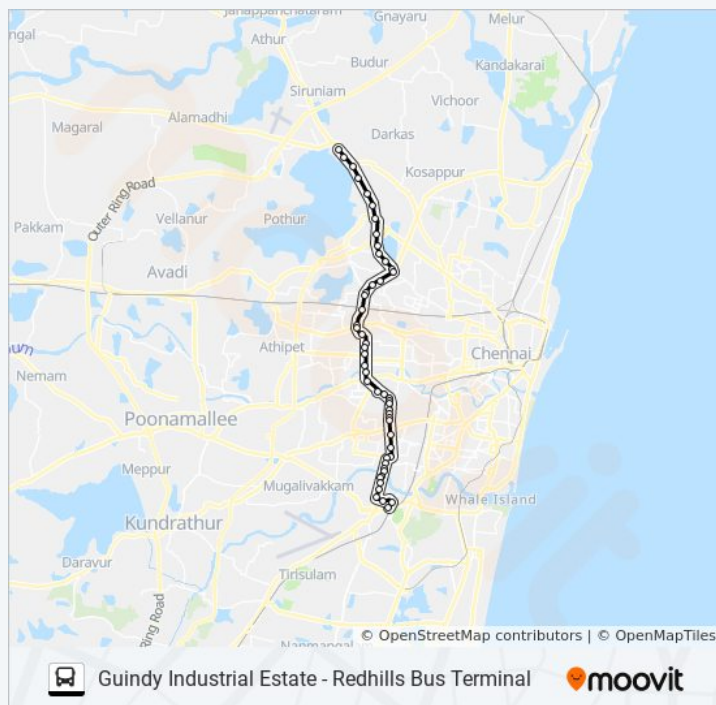 Janapanchatram
Gnayaru
Melur
Athur
Budur
Kandakarai
Siruniam
Vichoor
Alamadhi
Magaral
Darkas
Kosappur
Outer Ring Road
Pakkam
Vellanur
Pothur
Avadi
Athipet
Chennai
Nemam
Poonamallee
Meppur
Mugalivakkam
Whale Island
Kundrathur
Daravur
Tirisulam
Ring Road
Nanmangal
© OpenStreetMap contributors | © OpenMapTiles
Guindy Industrial Estate - Redhills Bus Terminal
moovit